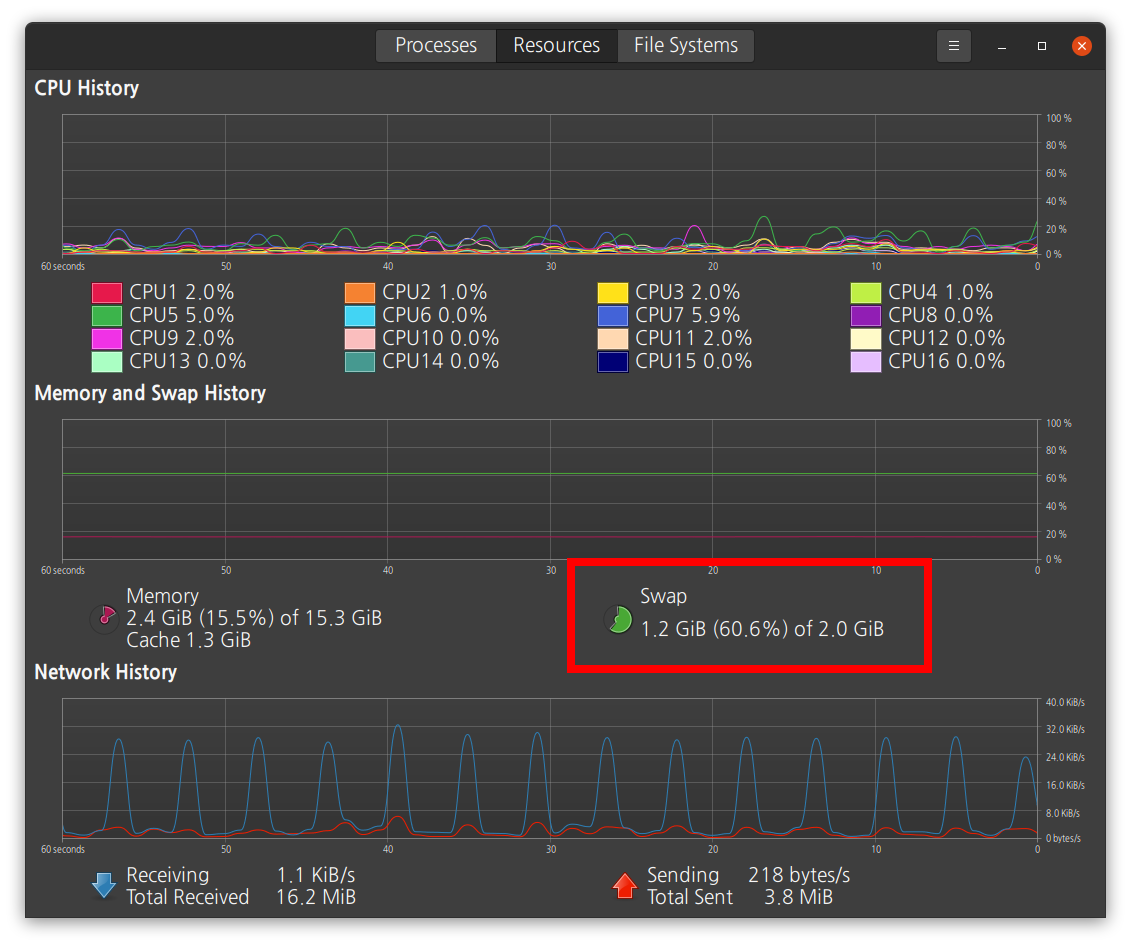 Processes Resources File Systems
CPU History
100 %
80 %
60 %
40 %
20 %
0 %
60 seconds 50 40 30 20 10 0
CPU1 2.0% CPU2 1.0% CPU3 2.0% CPU4 1.0%
CPU5 5.0% CPU6 0.0% CPU7 5.9% CPU8 0.0%
CPU9 2.0% CPU10 0.0% CPU11 2.0% CPU12 0.0%
CPU13 0.0% CPU14 0.0% CPU15 0.0% CPU16 0.0%
Memory and Swap History
100 %
80 %
60 %
40 %
20 %
0 %
60 seconds 50 40 30 20 10 0
Memory
2.4 GiB (15.5%) of 15.3 GiB
Cache 1.3 GiB
Swap
1.2 GiB (60.6%) of 2.0 GiB
Network History
40.0 KiB/s
32.0 KiB/s
24.0 KiB/s
16.0 KiB/s
8.0 KiB/s
0 bytes/s
60 seconds 50 40 30 20 10 0
Receiving 1.1 KiB/s
Total Received 16.2 MiB
Sending 218 bytes/s
Total Sent 3.8 MiB